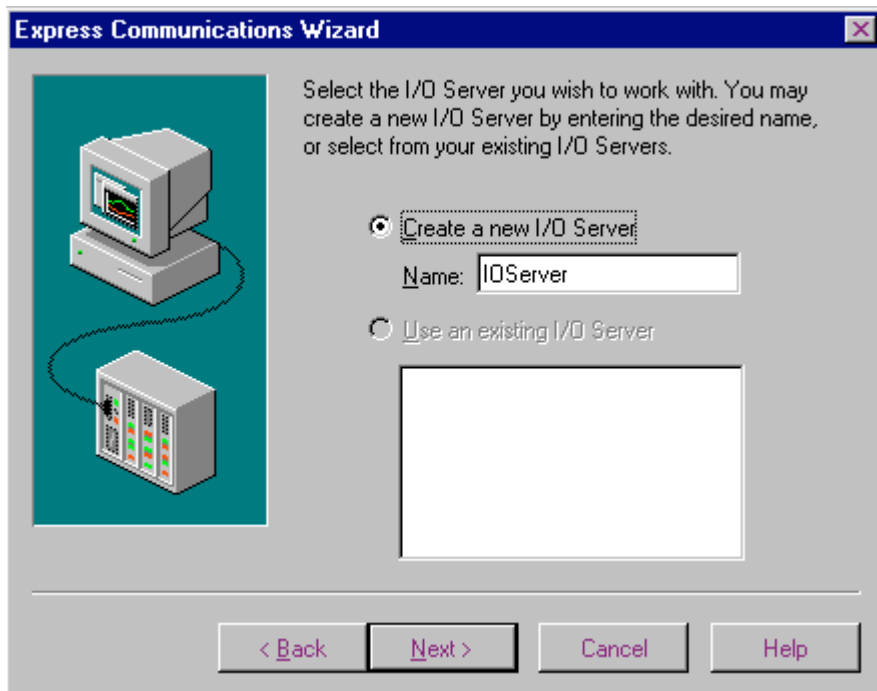 Express Communications Wizard
Select the I/O Server you wish to work with. You may
create a new I/O Server by entering the desired name,
or select from your existing I/O Servers.
Create a new I/O Server
Name: IOServer
Use an existing I/O Server
< Back Next > Cancel Help